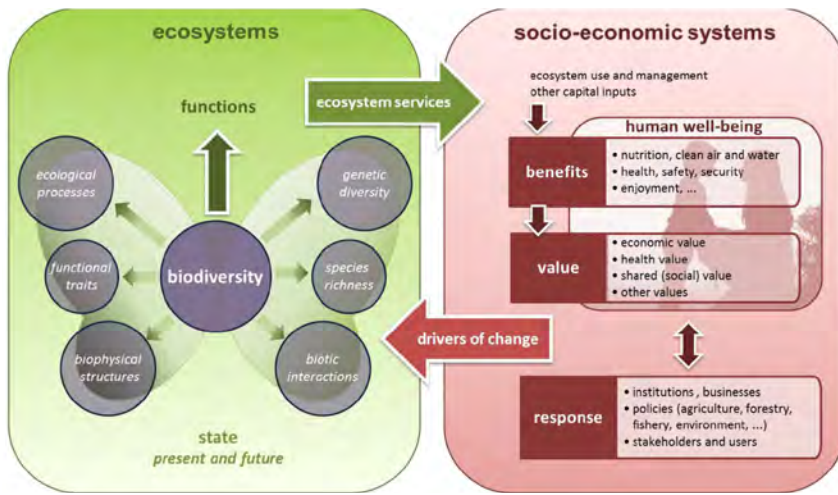 ecosystems
functions
ecological
processes
genetic
diversity
functional
traits
biodiversity
species
richness
biophysical
structures
biotic
interactions
state
present and future
ecosystem services
drivers of change
socio-economic systems
ecosystem use and management
other capital inputs
human well-being
benefits
• nutrition, clean air and water
• health, safety, security
• enjoyment, ...
value
• economic value
• health value
• shared (social) value
• other values
response
• institutions , businesses
• policies (agriculture, forestry,
fishery, environment, ...)
• stakeholders and users